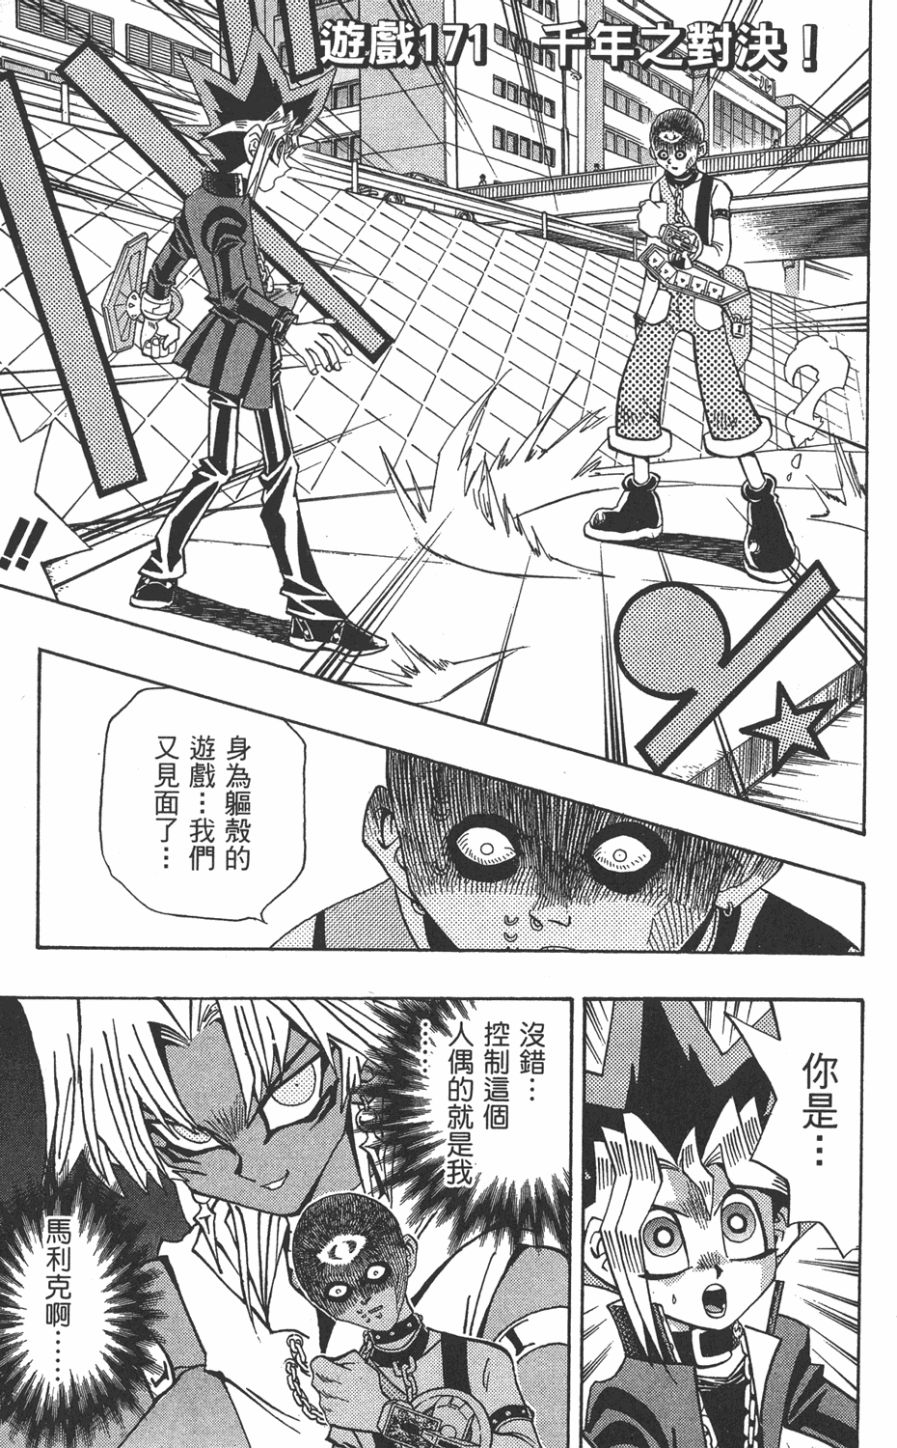 遊戲171 千年之對決！
!!
身為軀殼的
遊戲…我們
又見面了…
你是…
沒錯…
控制這個
人偶的就是我
……
馬利克啊……